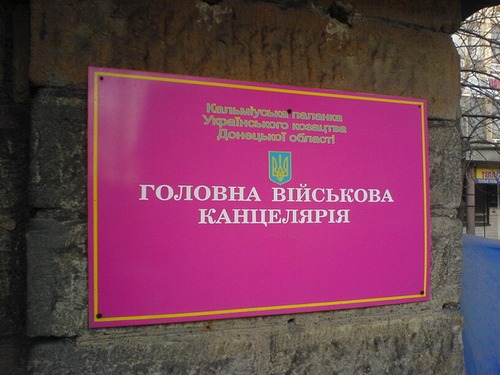 Кальміуська паланка
Українського козацтва
Донецької області
ГОЛОВНА ВІЙСЬКОВА
КАНЦЕЛЯРІЯ